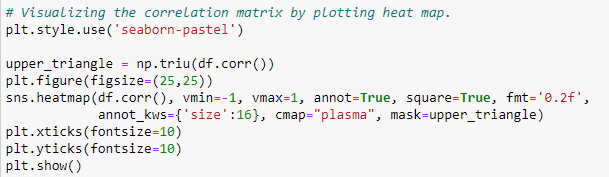 # Visualizing the correlation matrix by plotting heat map.
plt.style.use('seaborn-pastel')

upper_triangle = np.triu(df.corr())
plt.figure(figsize=(25,25))
sns.heatmap(df.corr(), vmin=-1, vmax=1, annot=True, square=True, fmt='0.2f',
            annot_kws={'size':16}, cmap="plasma", mask=upper_triangle)
plt.xticks(fontsize=10)
plt.yticks(fontsize=10)
plt.show()